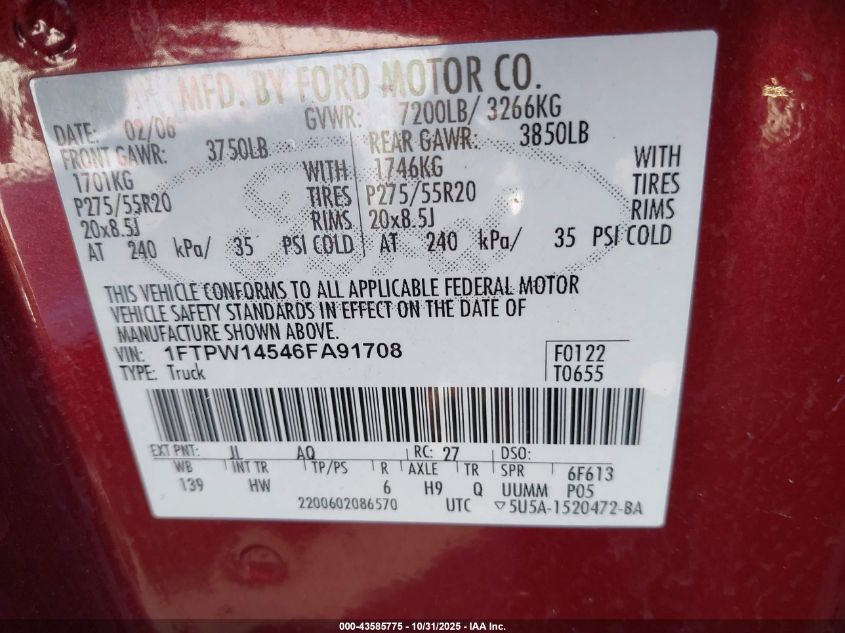 MFD. BY FORD MOTOR CO.
DATE: 02/06 GVWR: 7200LB/ 3266KG
FRONT GAWR: 3750LB REAR GAWR: 3850LB
1701KG WITH 1746KG WITH
P275/55R20 TIRES P275/55R20 TIRES
20x8.5J RIMS 20x8.5J RIMS
AT 240 kPa/ 35 PSI COLD AT 240 kPa/ 35 PSI COLD
THIS VEHICLE CONFORMS TO ALL APPLICABLE FEDERAL MOTOR
VEHICLE SAFETY STANDARDS IN EFFECT ON THE DATE OF
MANUFACTURE SHOWN ABOVE.
VIN: 1FTPW14546FA91708 F0122
TYPE: Truck T0655
EXT PNT: JL AQ RC: 27 DSO:
WB INT TR TP/PS R AXLE TR SPR 6F613
139 HW 6 H9 Q UUMM P05
2200602086570 UTC ▽5U5A-1520472-BA
000-43585775 - 10/31/2025 - IAA Inc.